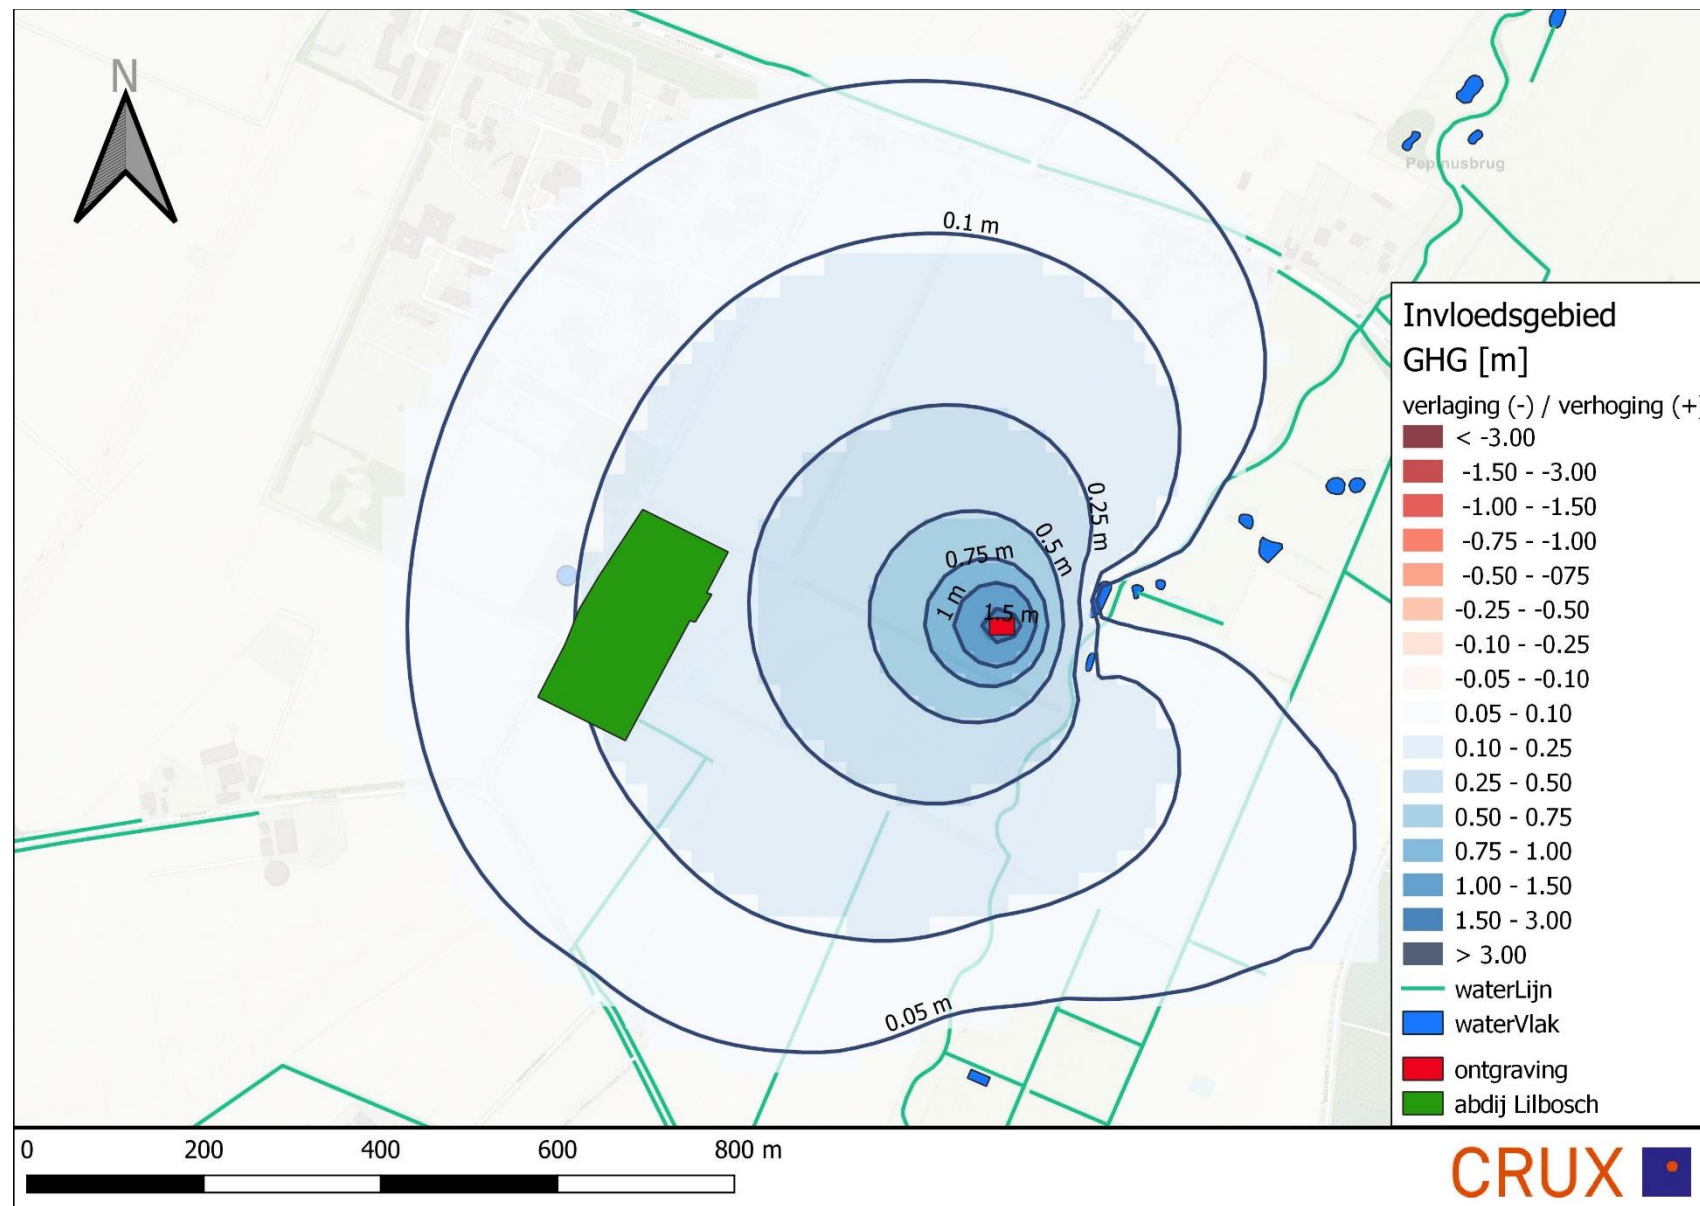 N
Pepinusbrug
0.1 m
0.25 m
0.5 m
0.75 m
1 m
1.5 m
0.05 m
Invloedsgebied
GHG [m]
verlaging (-) / verhoging (+)
< -3.00
-1.50 - -3.00
-1.00 - -1.50
-0.75 - -1.00
-0.50 - -075
-0.25 - -0.50
-0.10 - -0.25
-0.05 - -0.10
0.05 - 0.10
0.10 - 0.25
0.25 - 0.50
0.50 - 0.75
0.75 - 1.00
1.00 - 1.50
1.50 - 3.00
> 3.00
waterLijn
waterVlak
ontgraving
abdij Lilbosch
0 200 400 600 800 m
CRUX